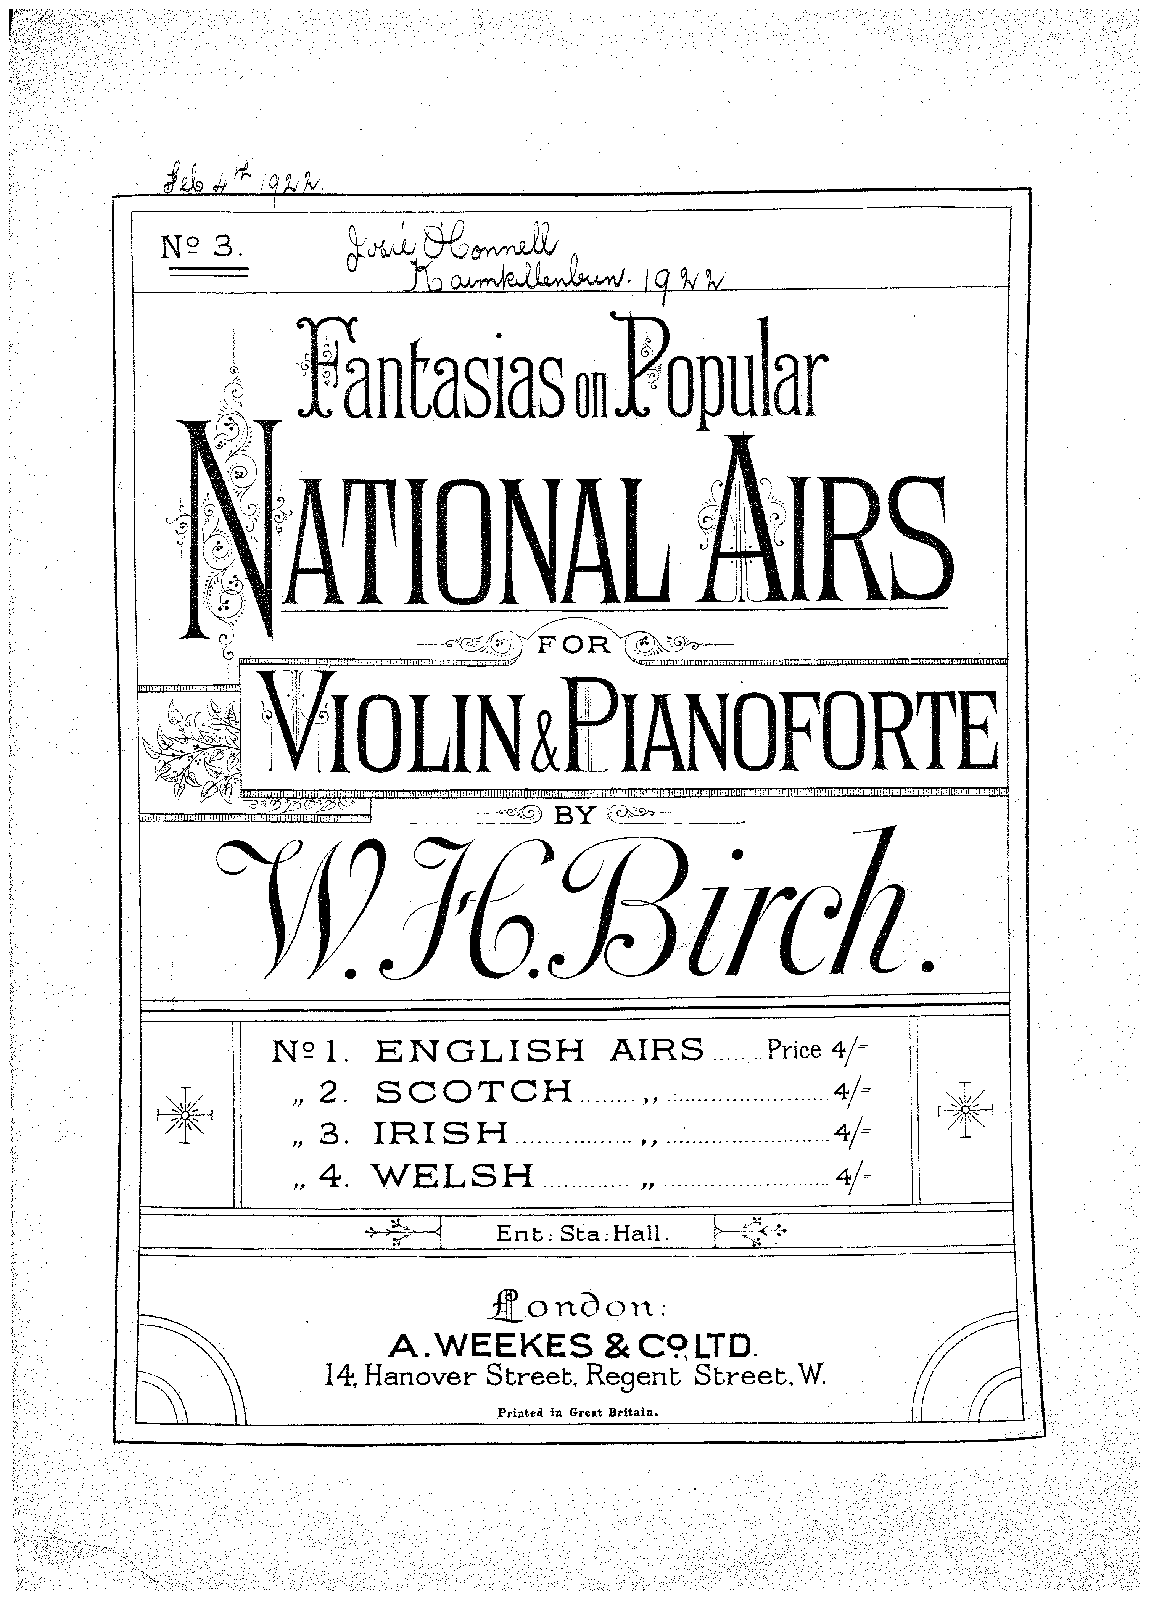 Feb 4th 1922.
No 3.
Josie O'Connell
Kaimkillenbun. 1922
Fantasias on Popular
NATIONAL AIRS
FOR
VIOLIN & PIANOFORTE
BY
W. H. Birch.
No 1. ENGLISH AIRS ...... Price 4/=
„ 2. SCOTCH ........ ,, ........................ 4/=
„ 3. IRISH ................. ,, ........................ 4/=
„ 4. WELSH ............ „ ........................ 4/=
Ent: Sta: Hall.
London:
A. WEEKES & Co. LTD.
14, Hanover Street, Regent Street, W.
Printed in Great Britain.